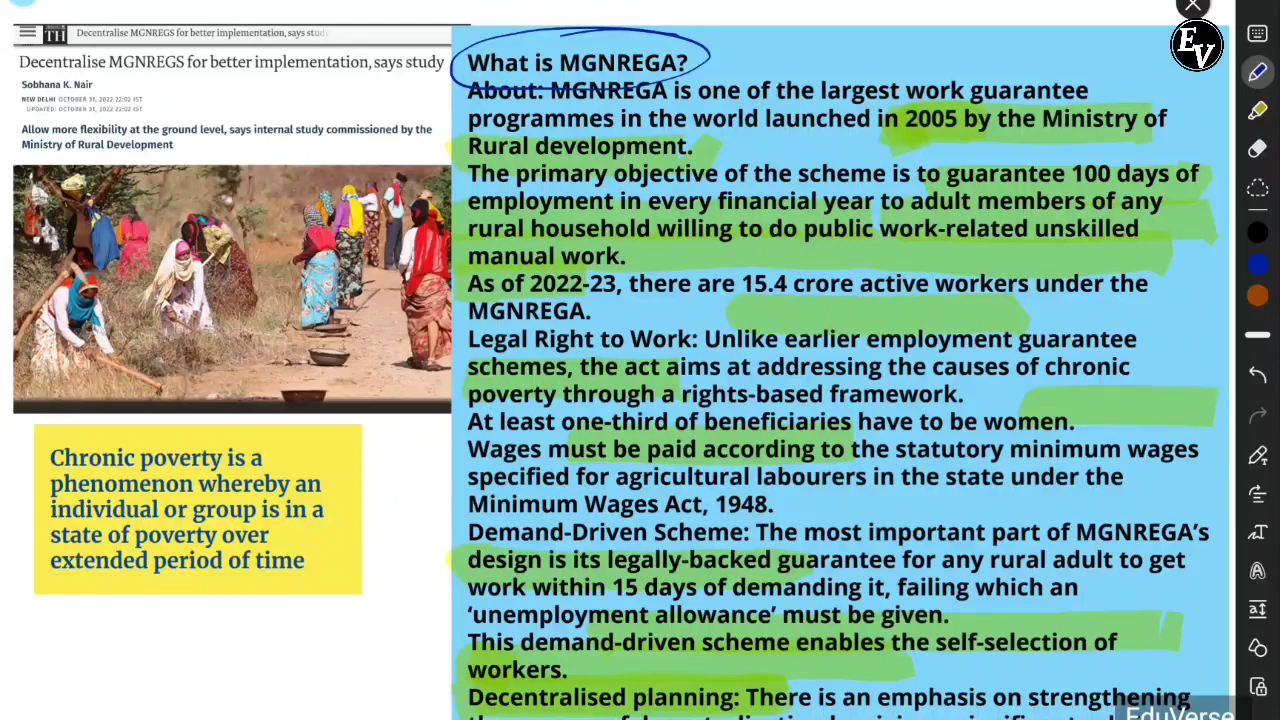 TH Decentralise MGNREGS for better implementation, says study
Decentralise MGNREGS for better implementation, says study
Sobhana K. Nair
NEW DELHI OCTOBER 31, 2022 22:02 IST
UPDATED: OCTOBER 31, 2022 22:02 IST
Allow more flexibility at the ground level, says internal study commissioned by the
Ministry of Rural Development
Chronic poverty is a
phenomenon whereby an
individual or group is in a
state of poverty over
extended period of time
What is MGNREGA?
About: MGNREGA is one of the largest work guarantee
programmes in the world launched in 2005 by the Ministry of
Rural development.
The primary objective of the scheme is to guarantee 100 days of
employment in every financial year to adult members of any
rural household willing to do public work-related unskilled
manual work.
As of 2022-23, there are 15.4 crore active workers under the
MGNREGA.
Legal Right to Work: Unlike earlier employment guarantee
schemes, the act aims at addressing the causes of chronic
poverty through a rights-based framework.
At least one-third of beneficiaries have to be women.
Wages must be paid according to the statutory minimum wages
specified for agricultural labourers in the state under the
Minimum Wages Act, 1948.
Demand-Driven Scheme: The most important part of MGNREGA’s
design is its legally-backed guarantee for any rural adult to get
work within 15 days of demanding it, failing which an
‘unemployment allowance’ must be given.
This demand-driven scheme enables the self-selection of
workers.
Decentralised planning: There is an emphasis on strengthening
EV
EduVerse